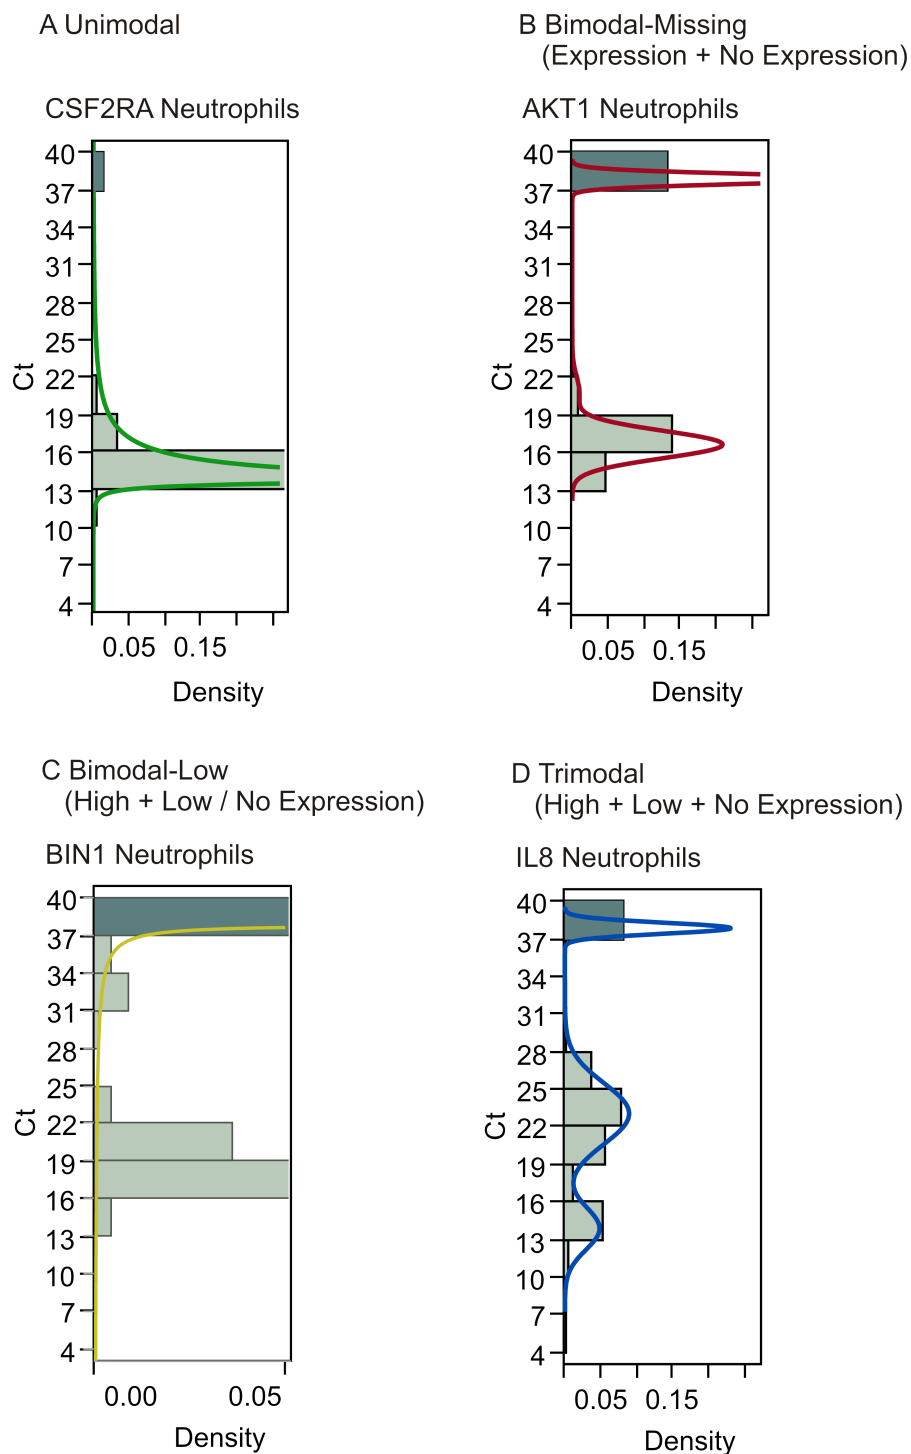 A Unimodal
CSF2RA Neutrophils
40
37
34
31
28
25
22
19
16
13
10
7
4
Ct
0.05 0.15
Density
B Bimodal-Missing
(Expression + No Expression)
AKT1 Neutrophils
40
37
34
31
28
25
22
19
16
13
10
7
4
Ct
0.05 0.15
Density
C Bimodal-Low
(High + Low / No Expression)
BIN1 Neutrophils
40
37
34
31
28
25
22
19
16
13
10
7
4
Ct
0.00 0.05
Density
D Trimodal
(High + Low + No Expression)
IL8 Neutrophils
40
37
34
31
28
25
22
19
16
13
10
7
4
Ct
0.05 0.15
Density